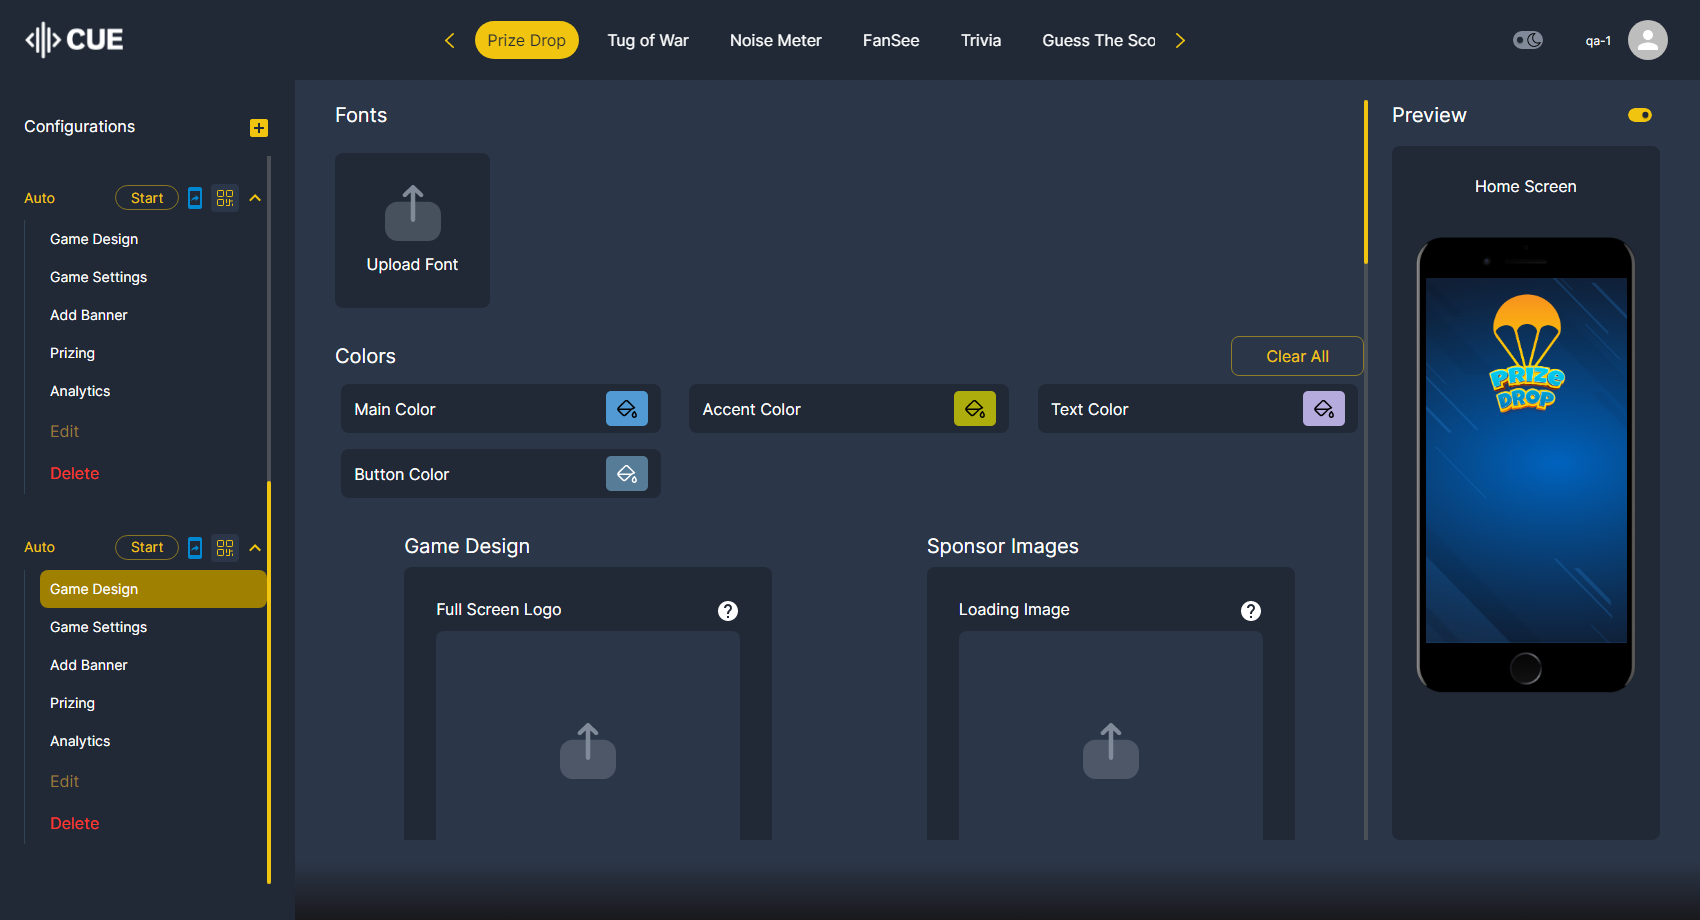 CUE
Prize Drop
Tug of War
Noise Meter
FanSee
Trivia
Guess The Sco
qa-1
Configurations
Auto
Start
Game Design
Game Settings
Add Banner
Prizing
Analytics
Edit
Delete
Auto
Start
Game Design
Game Settings
Add Banner
Prizing
Analytics
Edit
Delete
Fonts
Upload Font
Colors
Clear All
Main Color
Accent Color
Text Color
Button Color
Game Design
Full Screen Logo
?
Sponsor Images
Loading Image
?
Preview
Home Screen
PRIZE
DROP